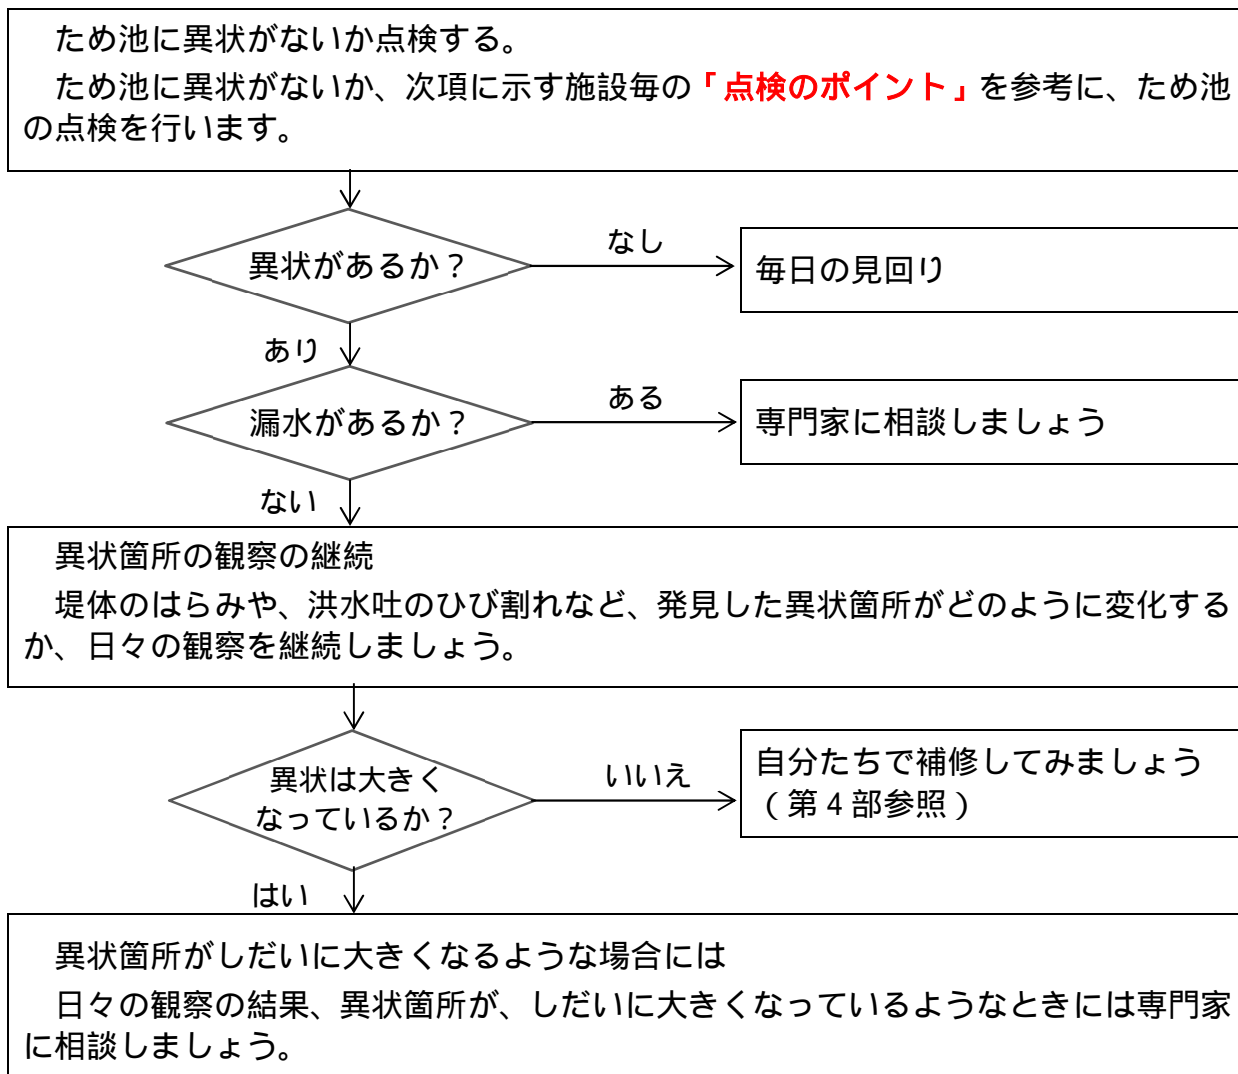 ため池に異状がないか点検する。
ため池に異状がないか、次項に示す施設毎の「点検のポイント」を参考に、ため池
の点検を行います。
異状があるか？
なし
毎日の見回り
あり
漏水があるか？
ある
専門家に相談しましょう
ない
異状箇所の観察の継続
堤体のはらみや、洪水吐のひび割れなど、発見した異状箇所がどのように変化する
か、日々の観察を継続しましょう。
異状は大きく
なっているか？
いいえ
自分たちで補修してみましょう
（第４部参照）
はい
異状箇所がしだいに大きくなるような場合には
日々の観察の結果、異状箇所が、しだいに大きくなっているようなときには専門家
に相談しましょう。